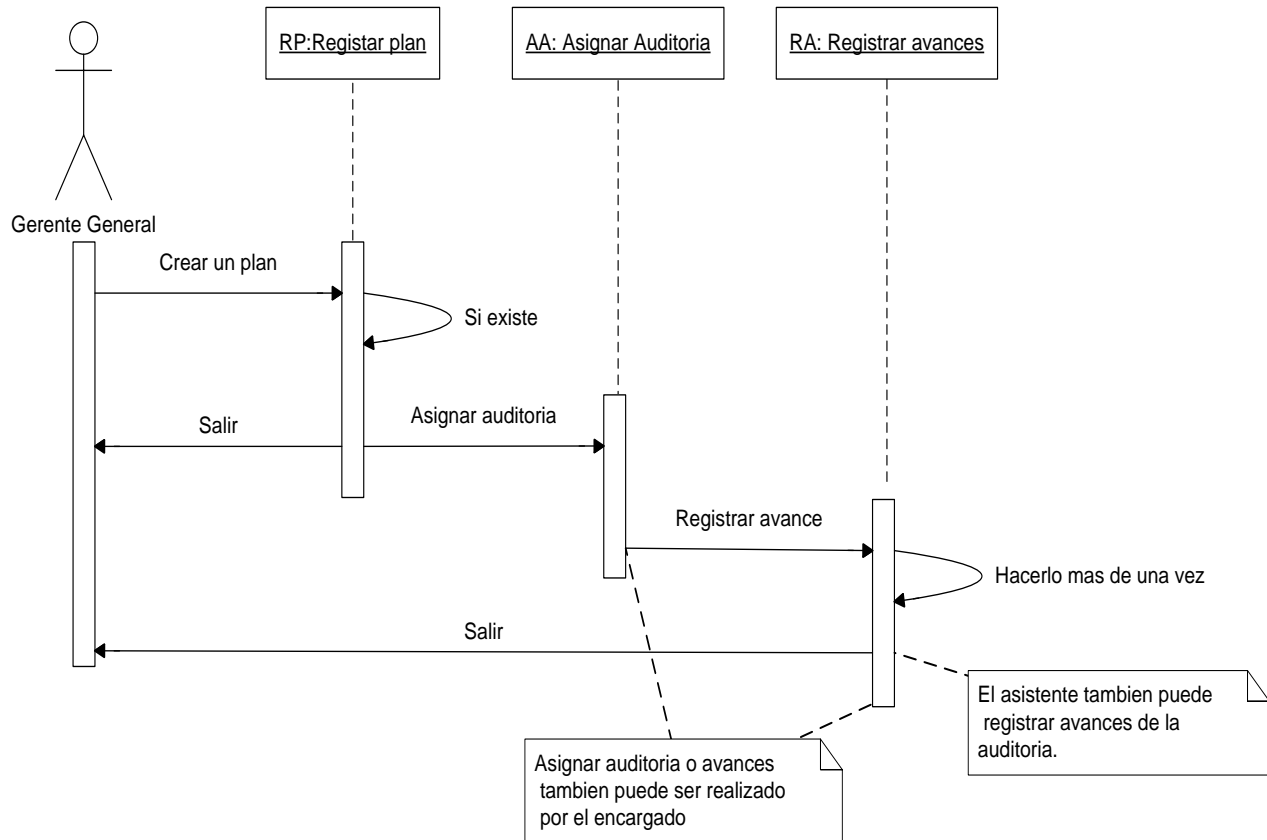 RP:Registar plan
AA: Asignar Auditoria
RA: Registrar avances
Gerente General
Crear un plan
Si existe
Salir
Asignar auditoria
Registrar avance
Hacerlo mas de una vez
Salir
El asistente tambien puede
registrar avances de la
auditoria.
Asignar auditoria o avances
tambien puede ser realizado
por el encargado